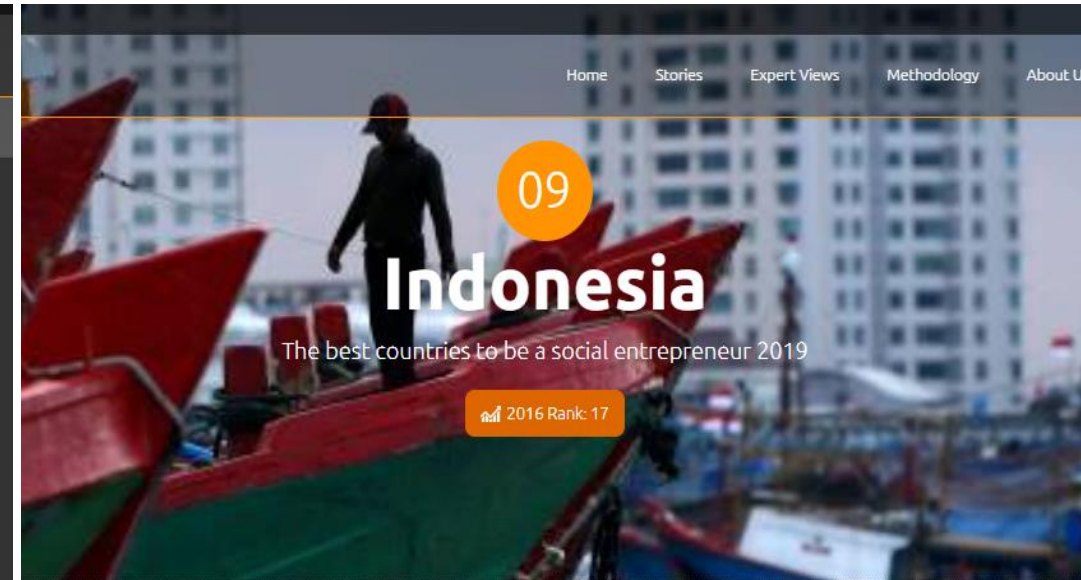 Home Stories Expert Views Methodology About U
09
Indonesia
The best countries to be a social entrepreneur 2019
2016 Rank: 17